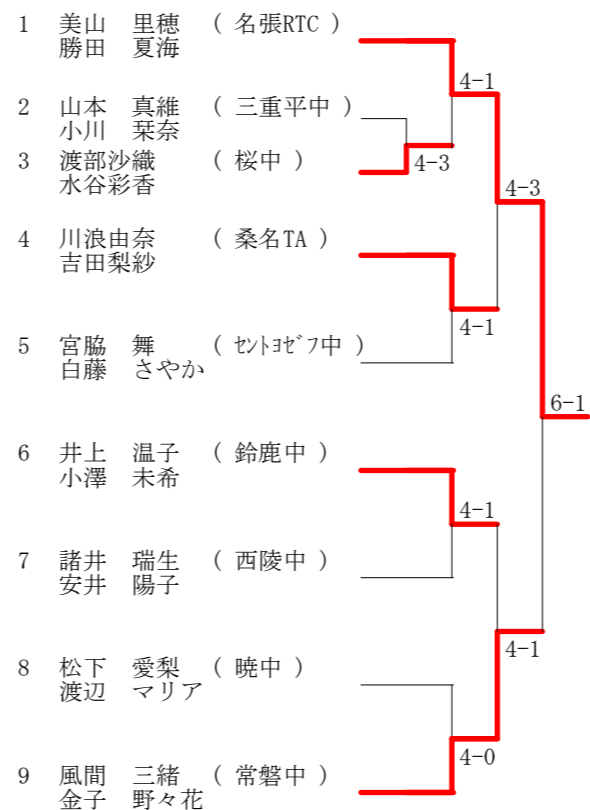 1 美山 里穂 ( 名張RTC )
勝田 夏海
4-1
2 山本 真維 ( 三重平中 )
小川 栞奈
3 渡部沙織 ( 桜中 )
4-3
水谷彩香
4-3
4 川浪由奈 ( 桑名TA )
吉田梨紗
4-1
5 宮脇 舞 ( セントヨゼフ中 )
白藤 さやか
6-1
6 井上 温子 ( 鈴鹿中 )
小澤 未希
4-1
7 諸井 瑞生 ( 西陵中 )
安井 陽子
4-1
8 松下 愛梨 ( 暁中 )
渡辺 マリア
4-0
9 風間 三緒 ( 常磐中 )
金子 野々花